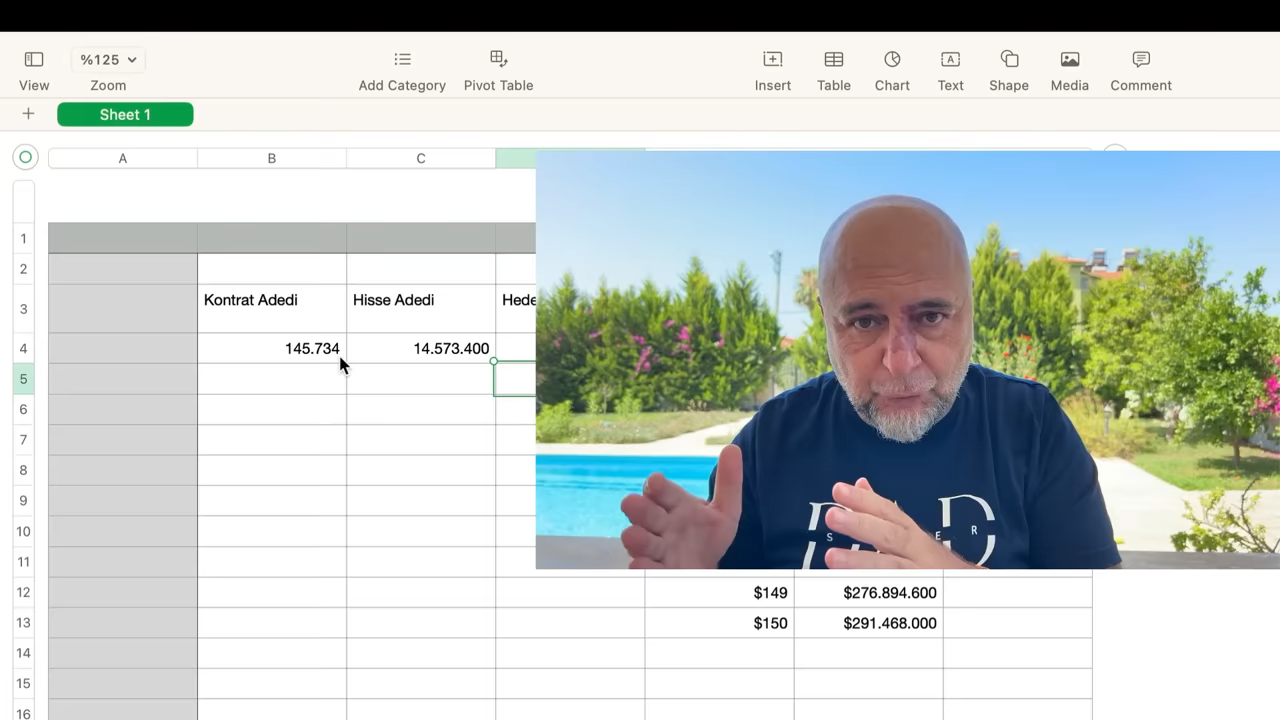 %125
View Zoom Add Category Pivot Table Insert Table Chart Text Shape Media Comment
+ Sheet 1
A B C
1
2
3 Kontrat Adedi Hisse Adedi Hede
4 145.734 14.573.400
5
6
7
8
9
10
11
12 $149 $276.894.600
13 $150 $291.468.000
14
15
16
S E R
D